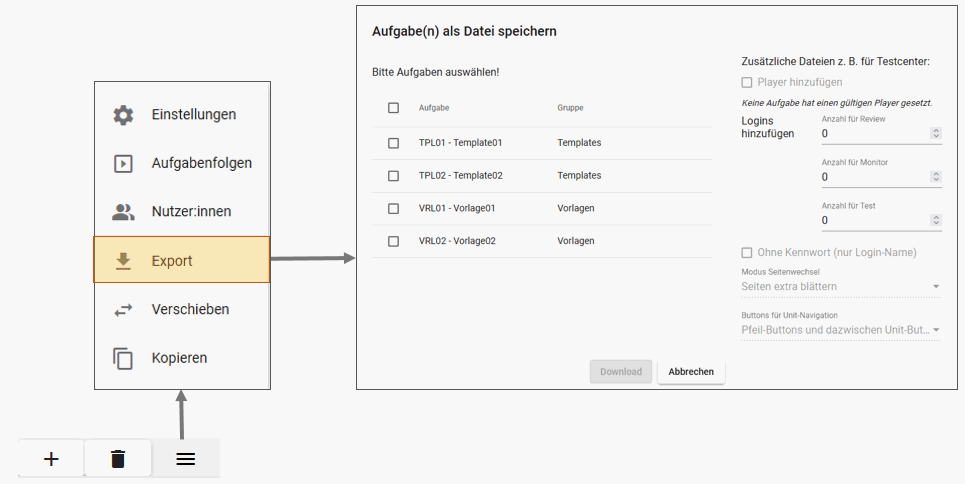 Einstellungen
Aufgabenfolgen
Nutzer:innen
Export
Verschieben
Kopieren
Aufgabe(n) als Datei speichern
Bitte Aufgaben auswählen!
Aufgabe Gruppe
TPL01 - Template01 Templates
TPL02 - Template02 Templates
VRL01 - Vorlage01 Vorlagen
VRL02 - Vorlage02 Vorlagen
Zusätzliche Dateien z. B. für Testcenter:
Player hinzufügen
Keine Aufgabe hat einen gültigen Player gesetzt.
Logins
hinzufügen
Anzahl für Review
0
Anzahl für Monitor
0
Anzahl für Test
0
Ohne Kennwort (nur Login-Name)
Modus Seitenwechsel
Seiten extra blättern
Buttons für Unit-Navigation
Pfeil-Buttons und dazwischen Unit-But...
Download Abbrechen